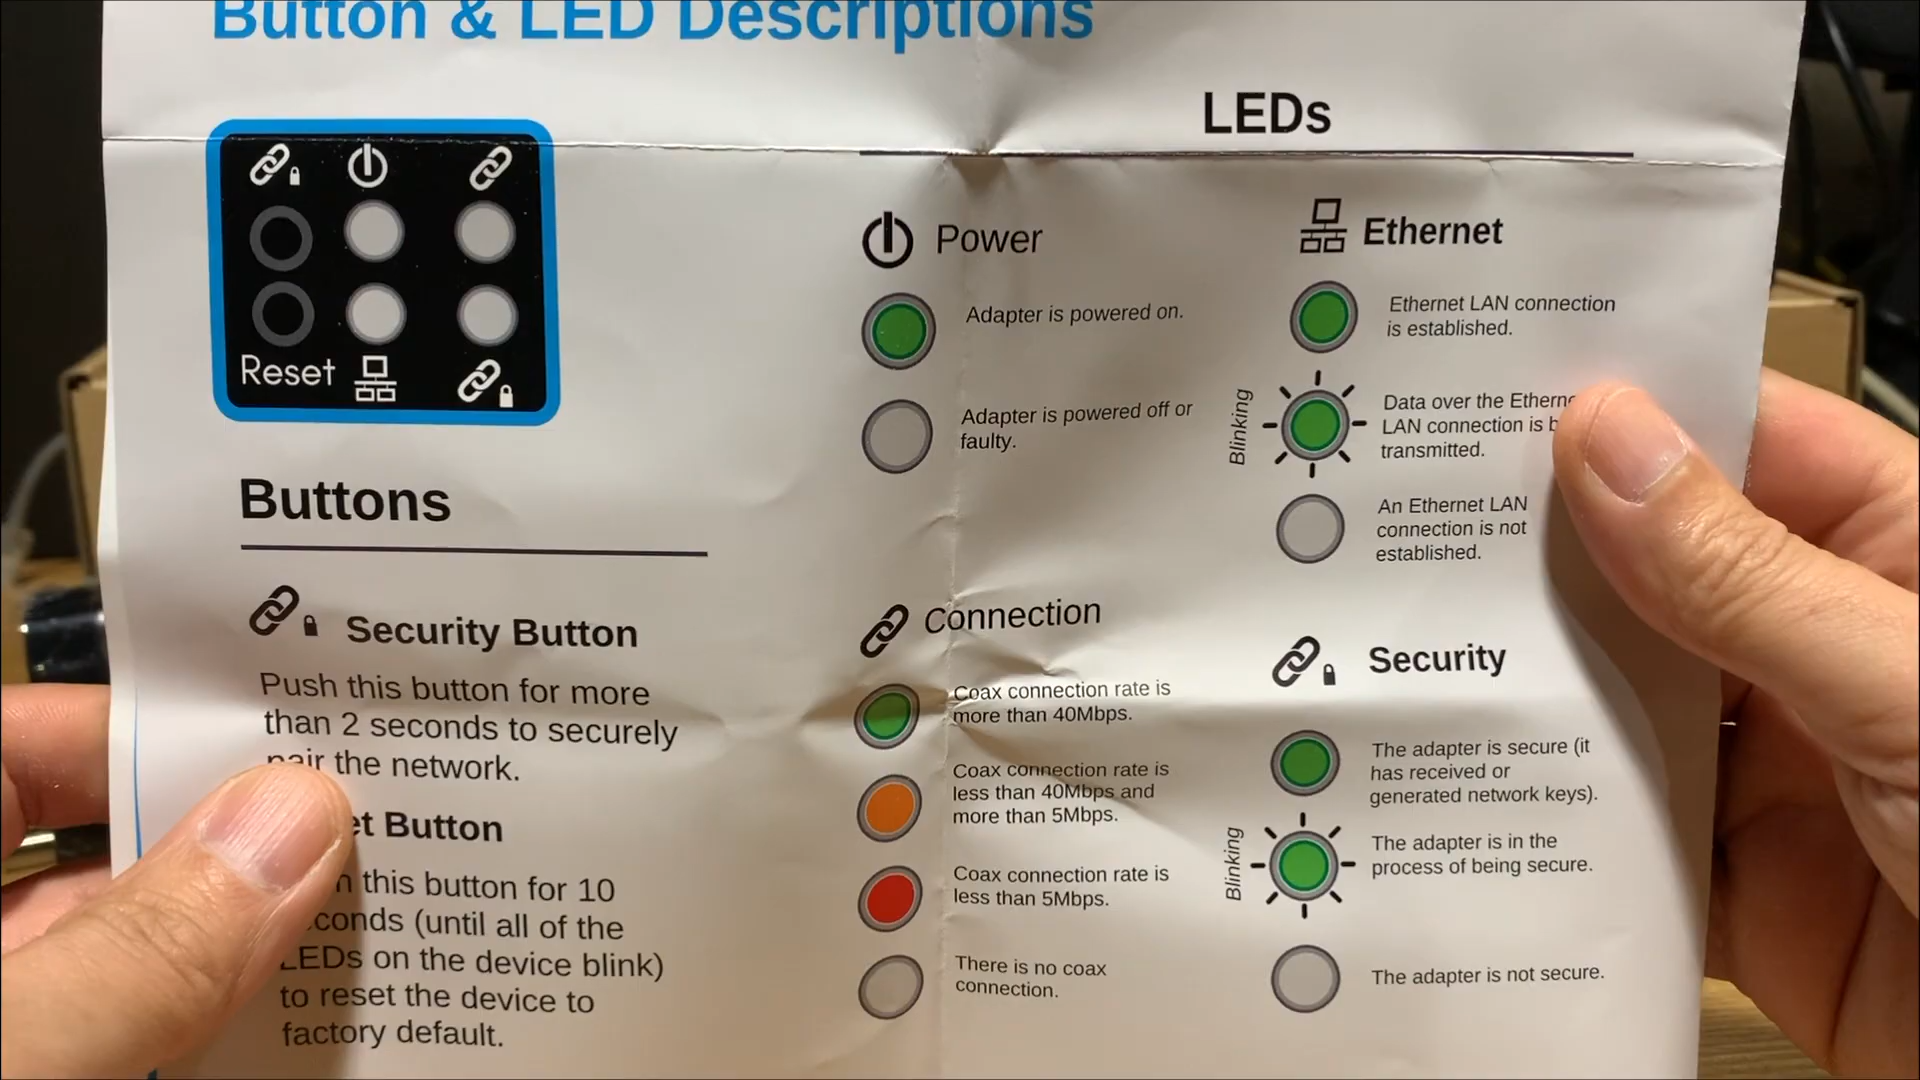 Button & LED Descriptions
Reset
Buttons
Security Button
Push this button for more
than 2 seconds to securely
pair the network.
Button
this button for 10
(until all of the
LEDs on the device blink)
to reset the device to
factory default.
LEDs
Power
Adapter is powered on.
Adapter is powered off or
faulty.
Connection
Coax connection rate is
more than 40Mbps.
Coax connection rate is
less than 40Mbps and
more than 5Mbps.
Coax connection rate is
less than 5Mbps.
There is no coax
connection.
Ethernet
Ethernet LAN connection
is established.
Blinking
Data over the
LAN connection is
transmitted.
An Ethernet LAN
connection is not
established.
Security
The adapter is secure (it
has received or
generated network keys).
Blinking
The adapter is in the
process of being secure.
The adapter is not secure.